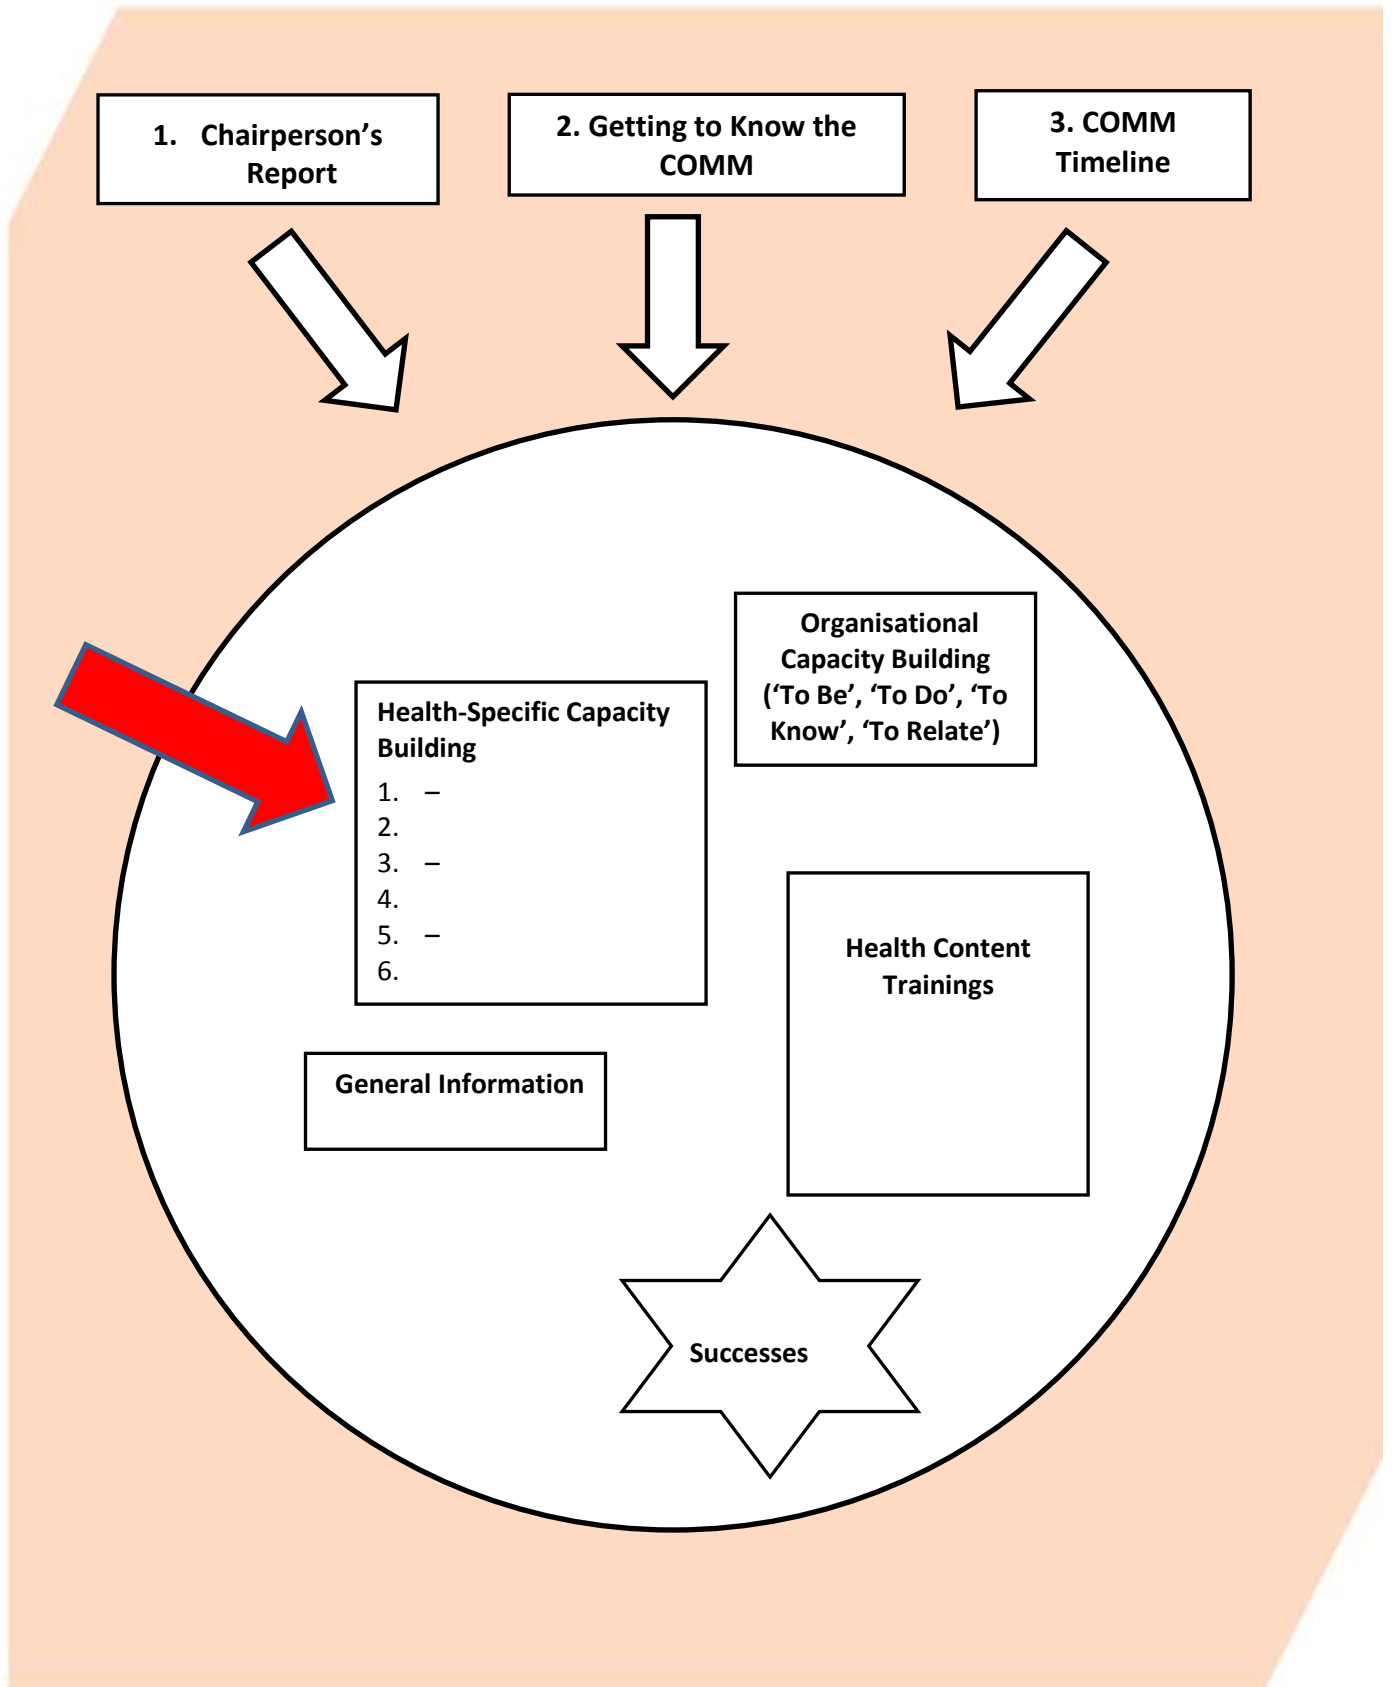 1. Chairperson's
Report
2. Getting to Know the
COMM
3. COMM
Timeline
Organisational
Capacity Building
(‘To Be’, ‘To Do’, ‘To
Know’, ‘To Relate’)
Health-Specific Capacity
Building
1. –
2.
3. –
4.
5. –
6.
Health Content
Trainings
General Information
Successes